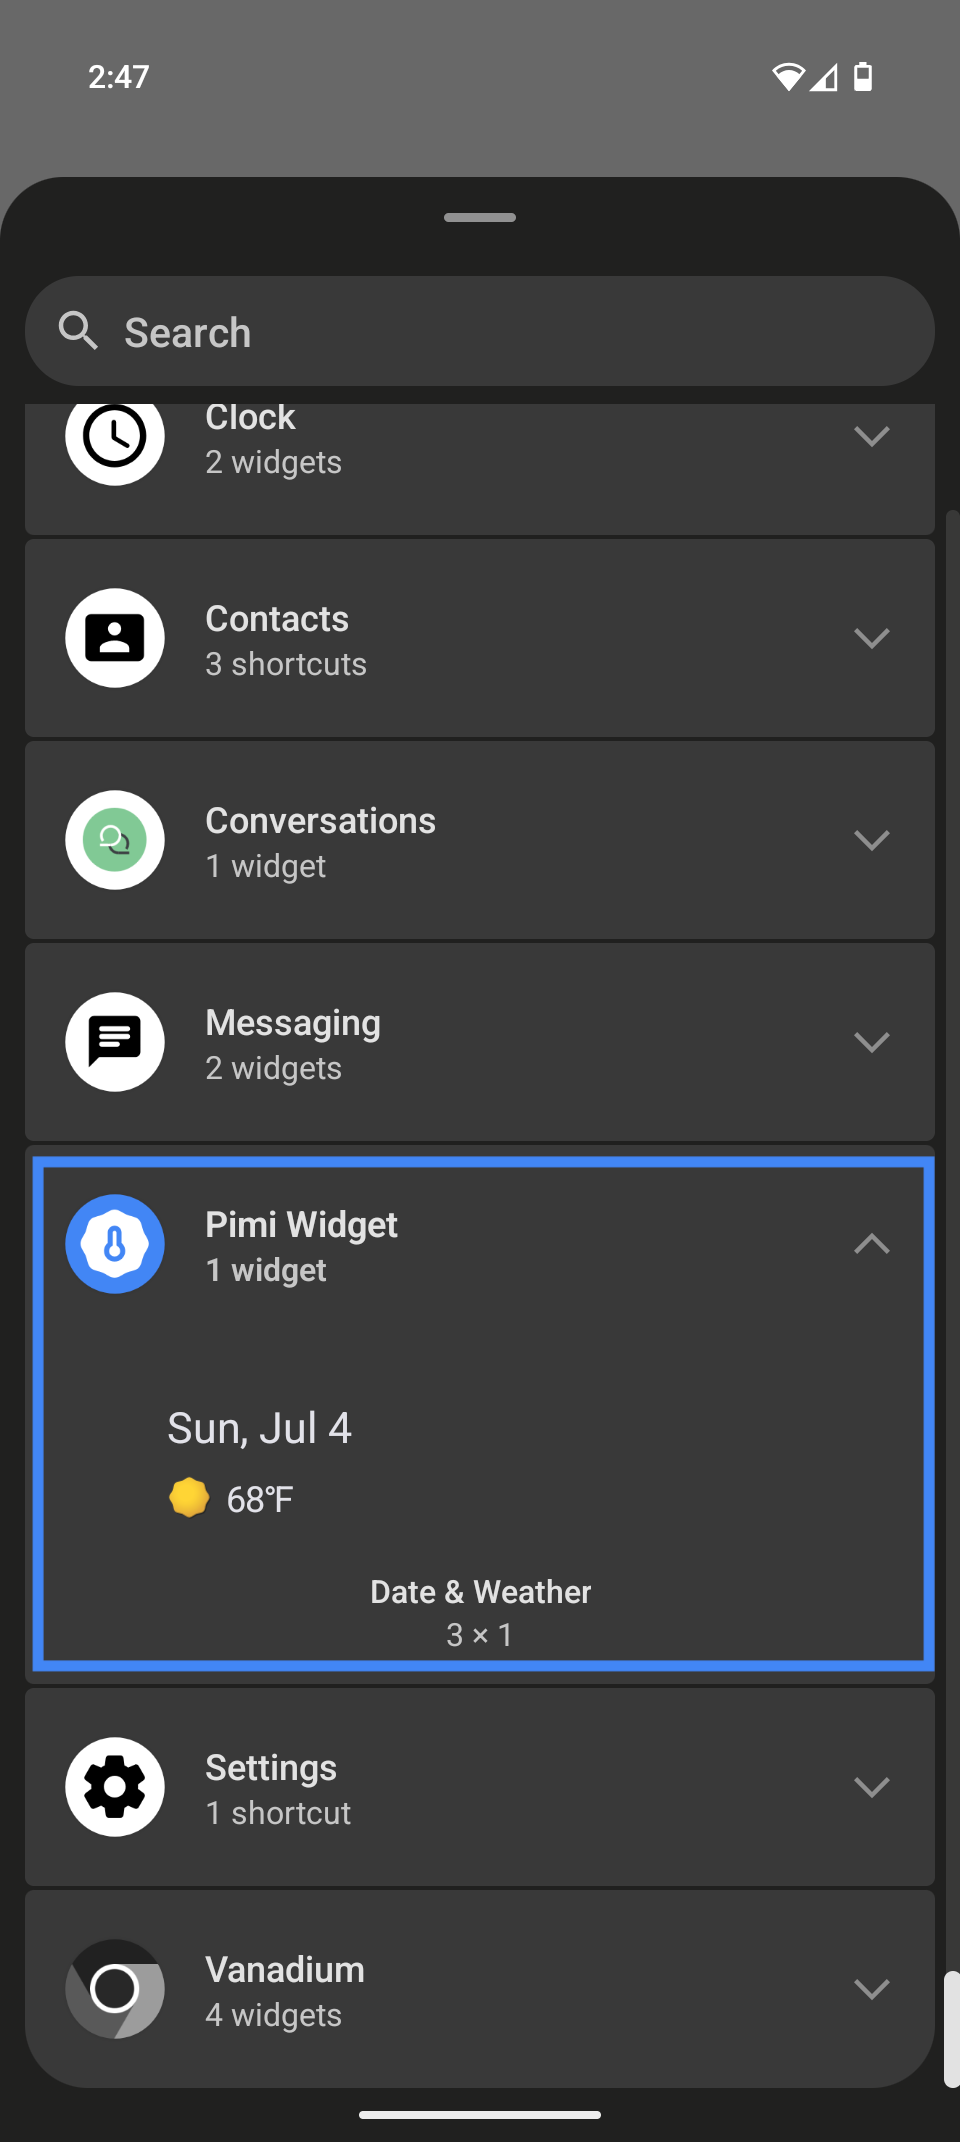 2:47
Search
Clock
2 widgets
Contacts
3 shortcuts
Conversations
1 widget
Messaging
2 widgets
Pimi Widget
1 widget
Sun, Jul 4
68°F
Date & Weather
3 × 1
Settings
1 shortcut
Vanadium
4 widgets